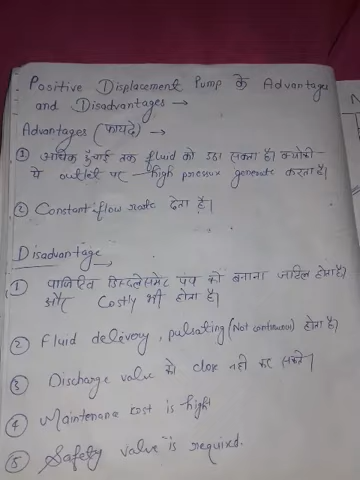 Positive Displacement Pump के Advantages
and Disadvantages →
Advantages (फायदे) →
① अधिक ऊँचाई तक fluid को उठा सकता है। क्योंकी
ये outlet पर high pressure generate करता है।
② Constant flow rate देता है।
Disadvantage,
① पाजिटिव डिस्प्लेसमेंट पंप को बनाना जटिल होता है।
और Costly भी होता है।
② Fluid delivery, pulsating (Not continuous) होता है।
③ Discharge valve को close नही कर सकते।
④ Maintenance cost is high
⑤ Safety valve is required.